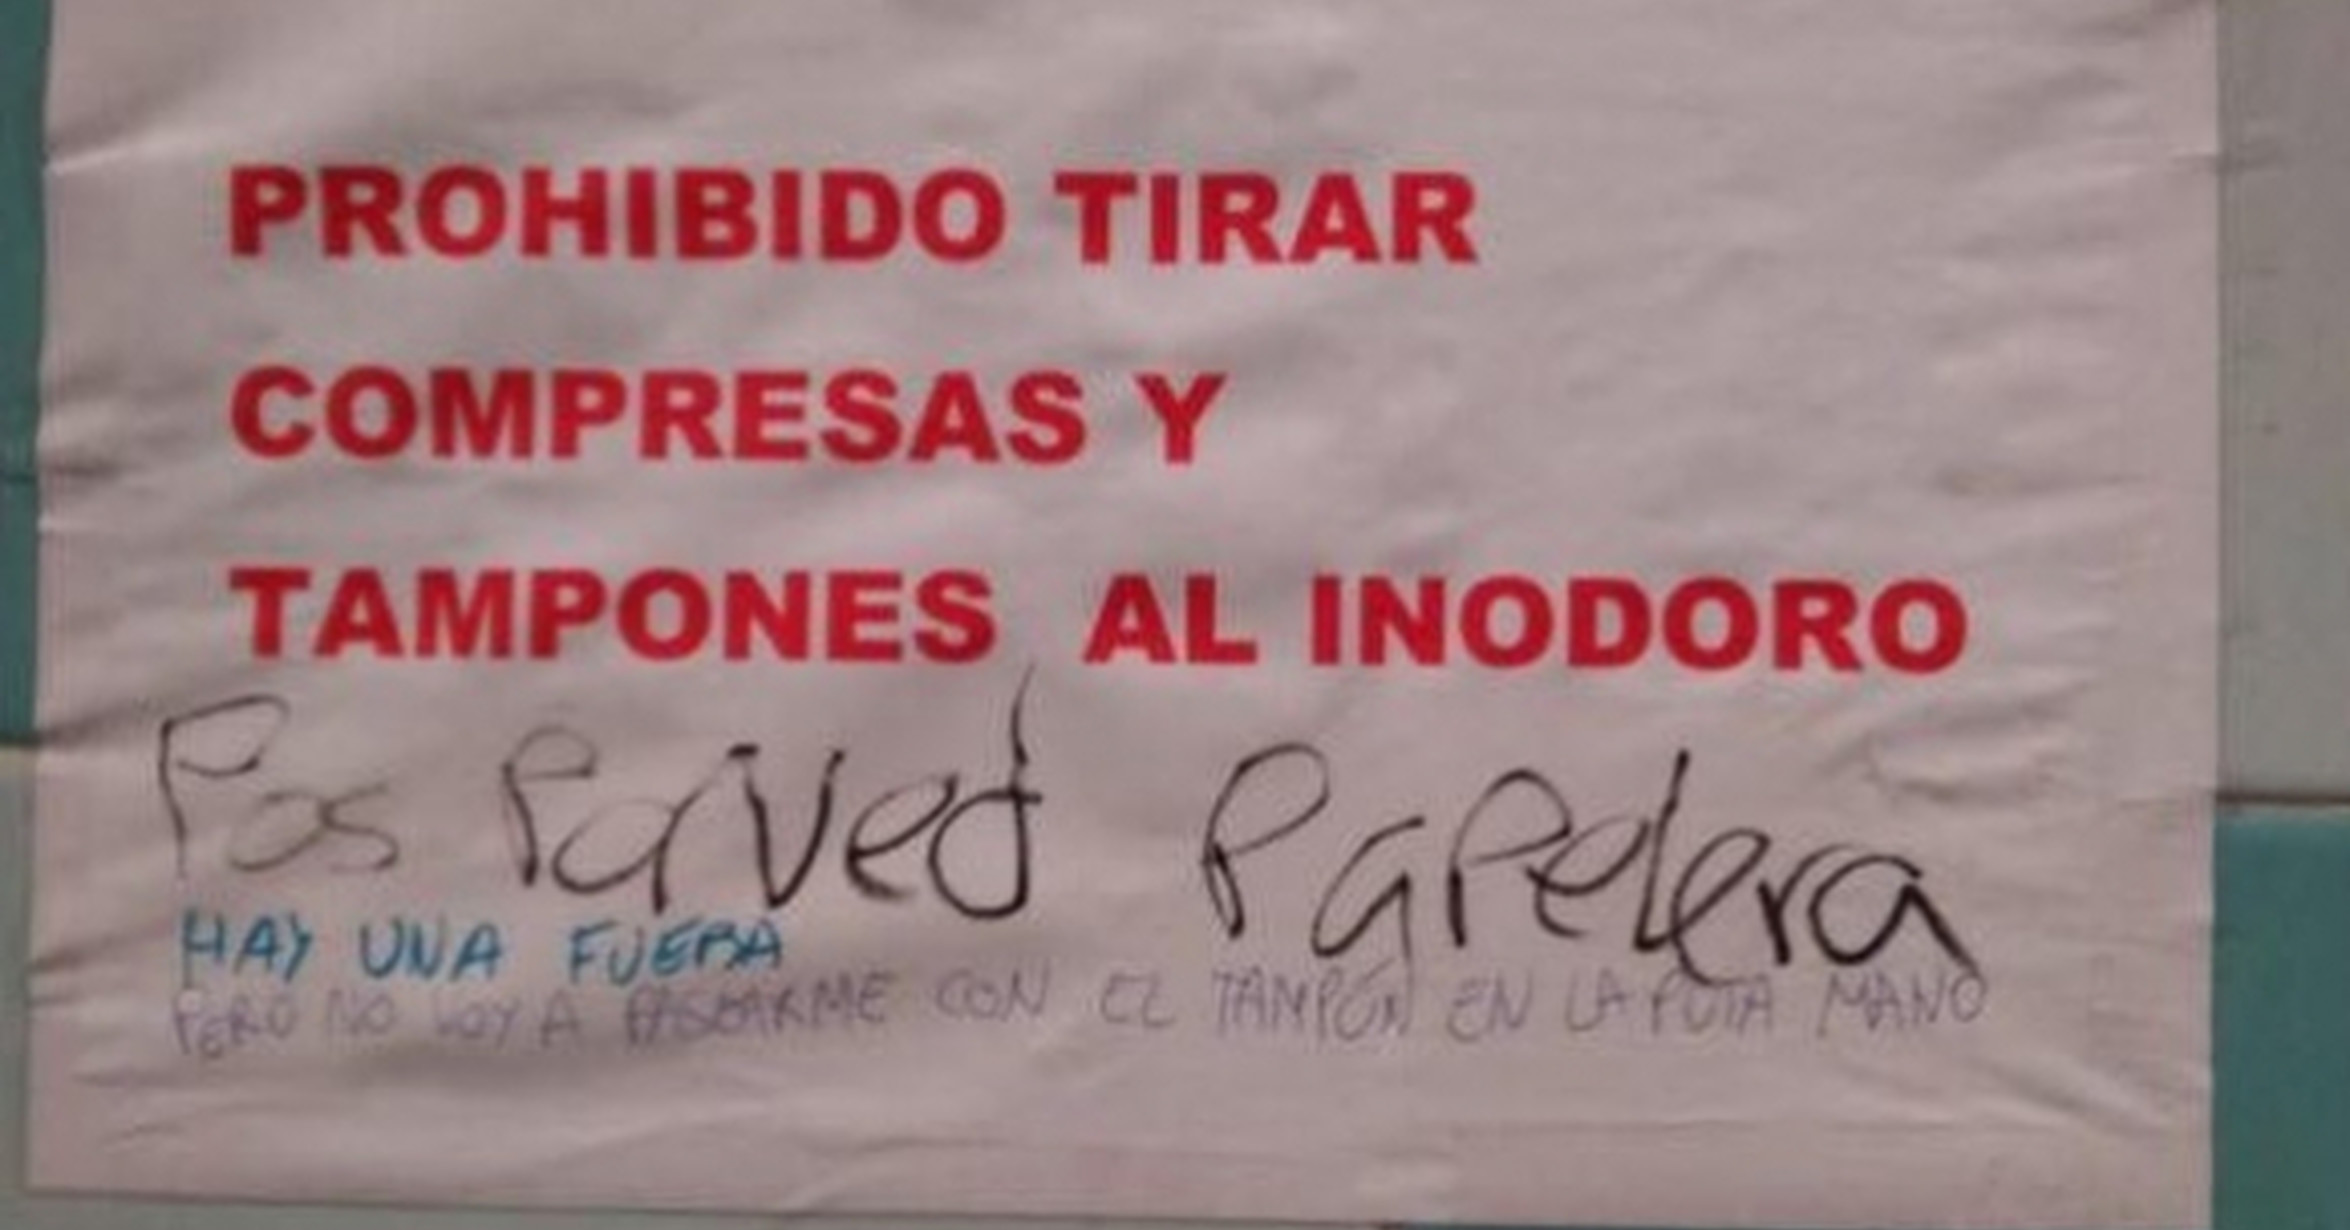 PROHIBIDO TIRAR
COMPRESAS Y
TAMPONES AL INODORO
Pos Porved Papelera
HAY UNA FUERA
PERO NO VOY A PASEARME CON EL TAMPÓN EN LA PUTA MANO